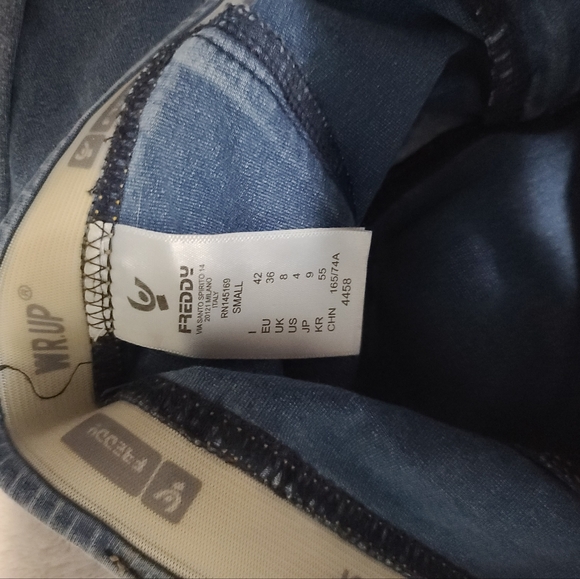 FREDDY
VIA SANTO SPIRITO 14
20121 MILANO
ITALY
RN145169
SMALL
I 42
EU 36
UK 8
US 4
JP 9
KR 55
CHN 165/74A
4458
WR.UP®
FREDDY